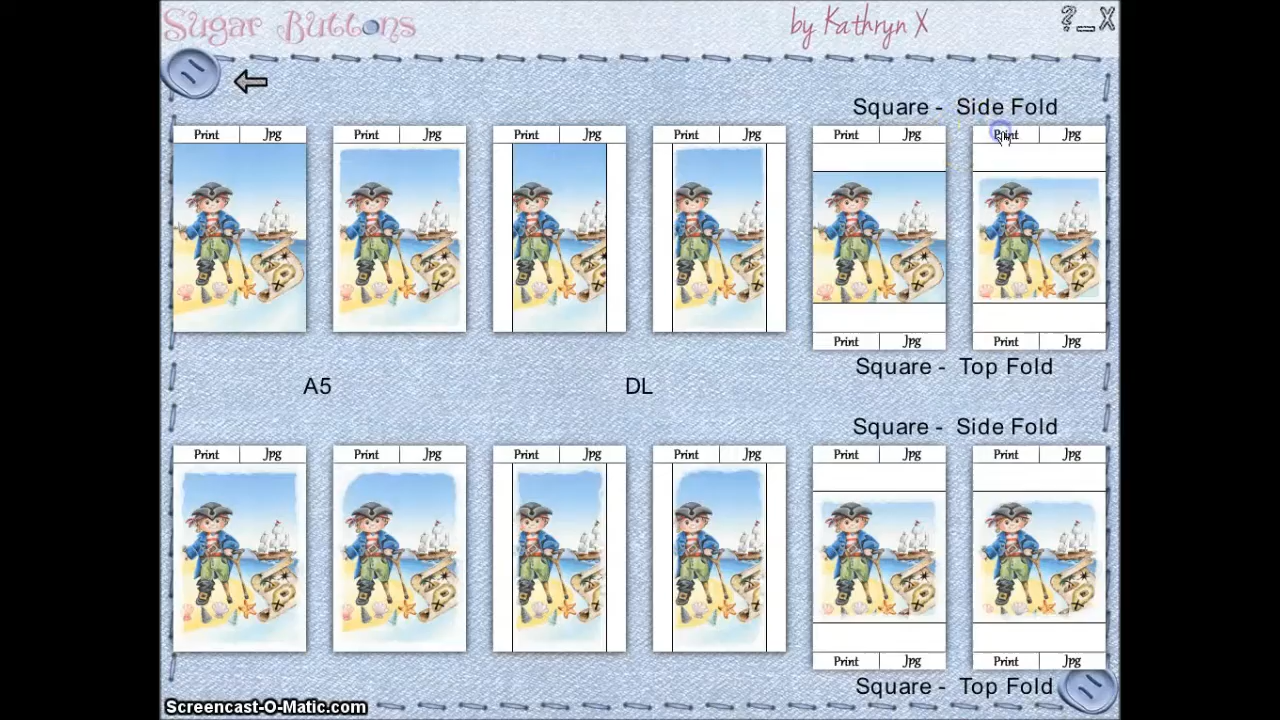 Sugar Buttons
by Kathryn X
? _ X
Square - Side Fold
Print Jpg Print Jpg Print Jpg Print Jpg Print Jpg Print Jpg
Print Jpg Print Jpg
Square - Top Fold
A5 DL
Square - Side Fold
Print Jpg Print Jpg Print Jpg Print Jpg Print Jpg Print Jpg
Print Jpg Print Jpg
Square - Top Fold
Screencast-O-Matic.com